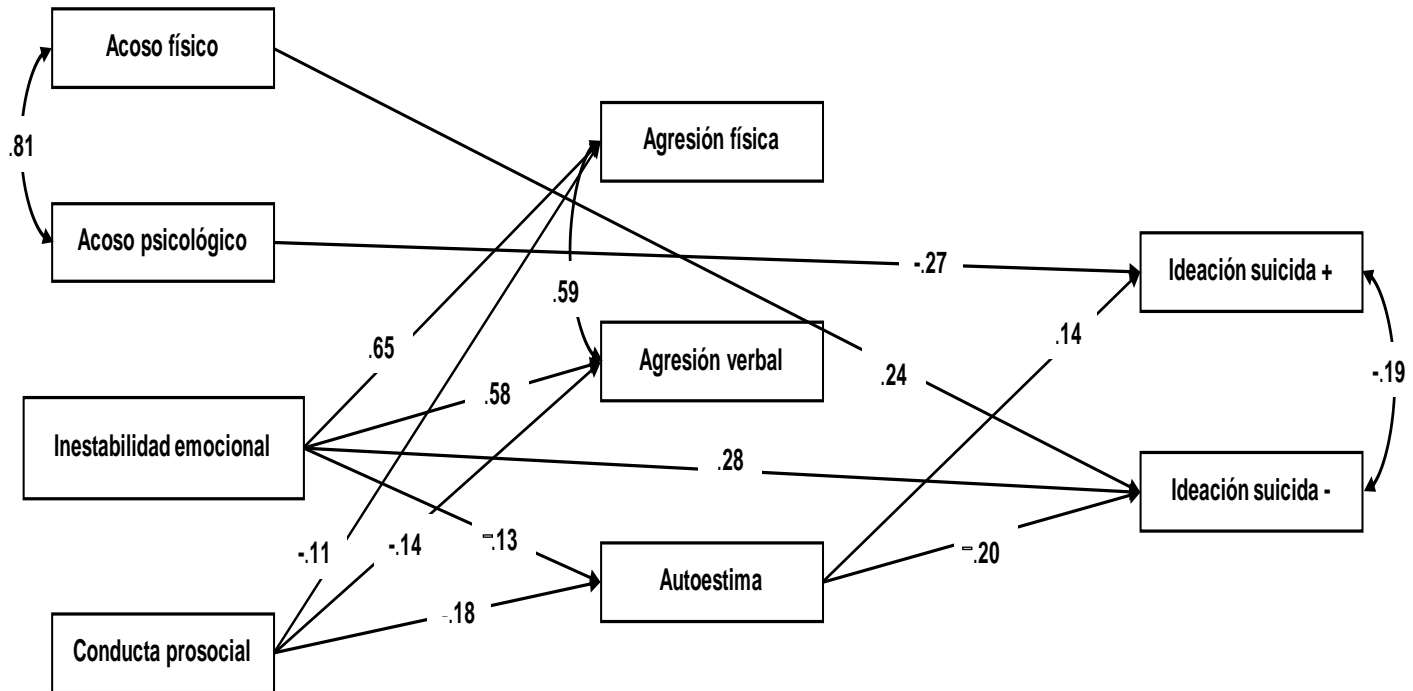 Acoso físico
.81
Agresión física
Acoso psicológico
-.27
Ideación suicida +
.59
.14
.65
Agresión verbal
-.19
.24
.58
Inestabilidad emocional
.28
Ideación suicida -
-.11
-.14
-.13
-.20
Autoestima
-.18
Conducta prosocial